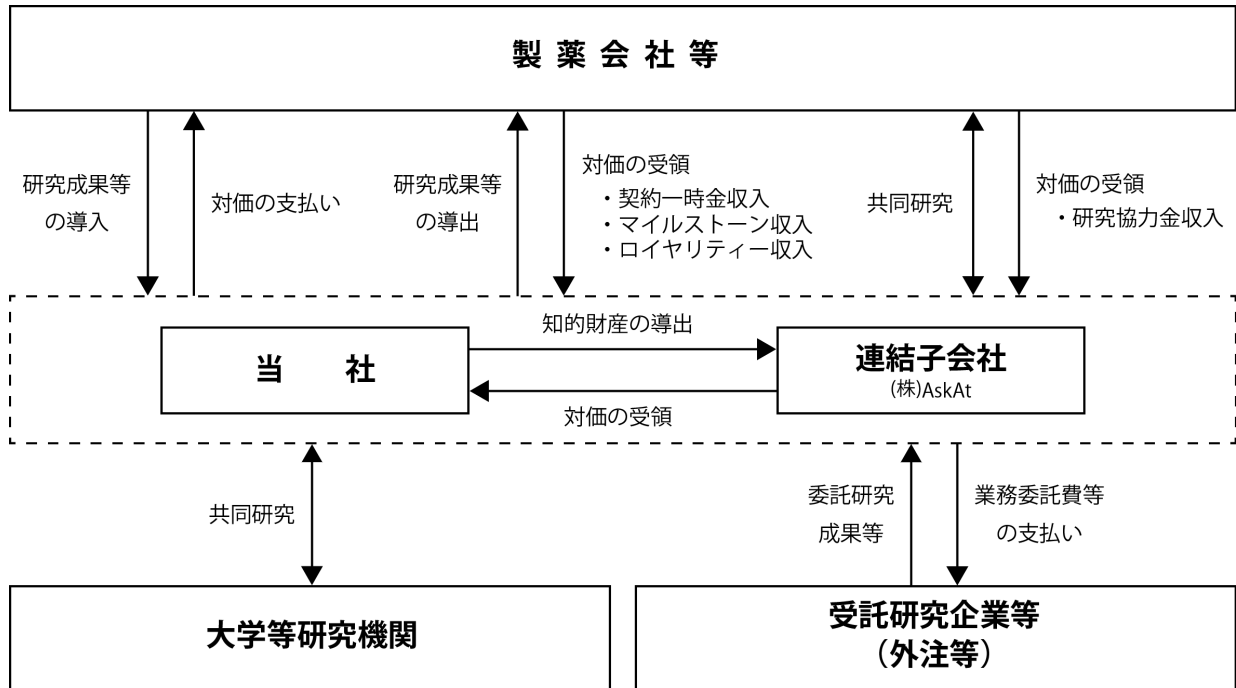 製薬会社等
研究成果等
の導入
対価の支払い
研究成果等
の導出
対価の受領
・契約一時金収入
・マイルストーン収入
・ロイヤリティー収入
共同研究
対価の受領
・研究協力金収入
当　社
知的財産の導出
対価の受領
連結子会社
(株)AskAt
共同研究
委託研究
成果等
業務委託費等
の支払い
大学等研究機関
受託研究企業等
（外注等）